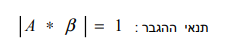 תנאי ההגבר : |A * β| = 1